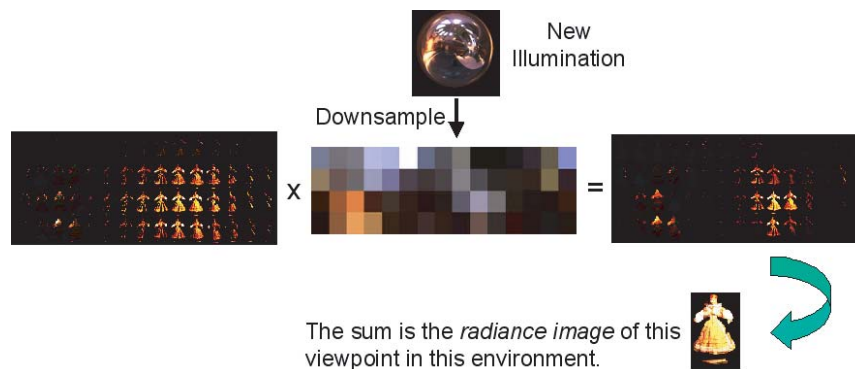 New
Illumination
Downsample
x
=
The sum is the radiance image of this
viewpoint in this environment.